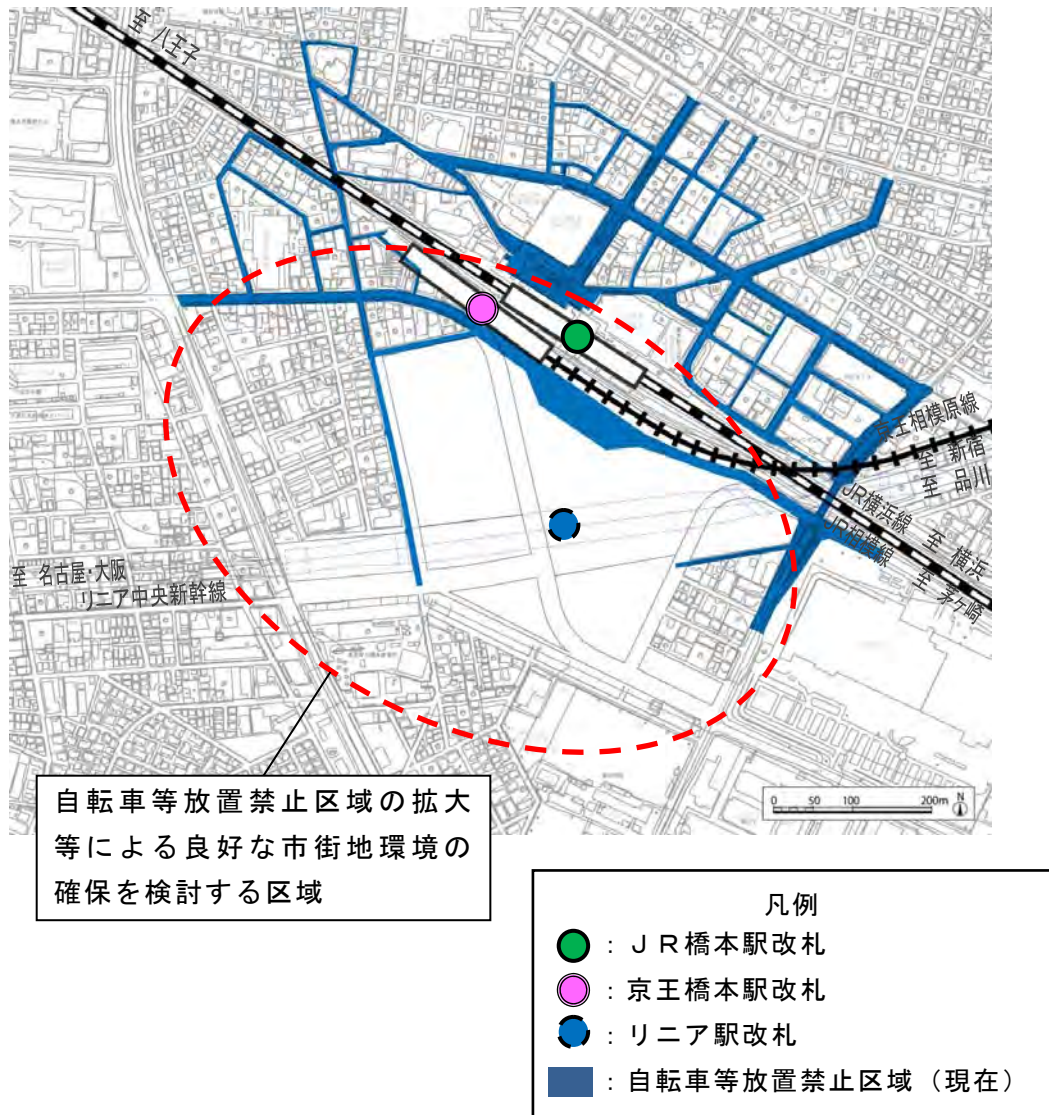 至 八王子
京王相模原線
至 新宿
至 品川
JR横浜線 至 横浜
JR相模線 至 茅ヶ崎
至 名古屋・大阪
リニア中央新幹線
0 50 100 200m N
自転車等放置禁止区域の拡大
等による良好な市街地環境の
確保を検討する区域
凡例
：ＪＲ橋本駅改札
：京王橋本駅改札
：リニア駅改札
：自転車等放置禁止区域（現在）